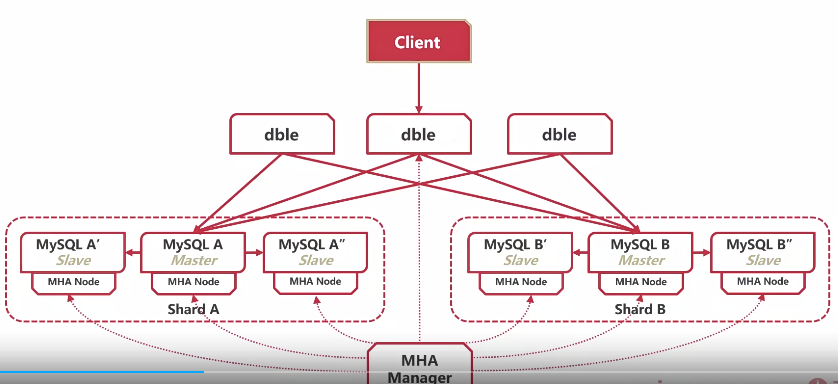 Client
dble
dble
dble
MySQL A'
Slave
MHA Node
MySQL A
Master
MHA Node
MySQL A"
Slave
MHA Node
Shard A
MySQL B'
Slave
MHA Node
MySQL B
Master
MHA Node
MySQL B"
Slave
MHA Node
Shard B
MHA
Manager